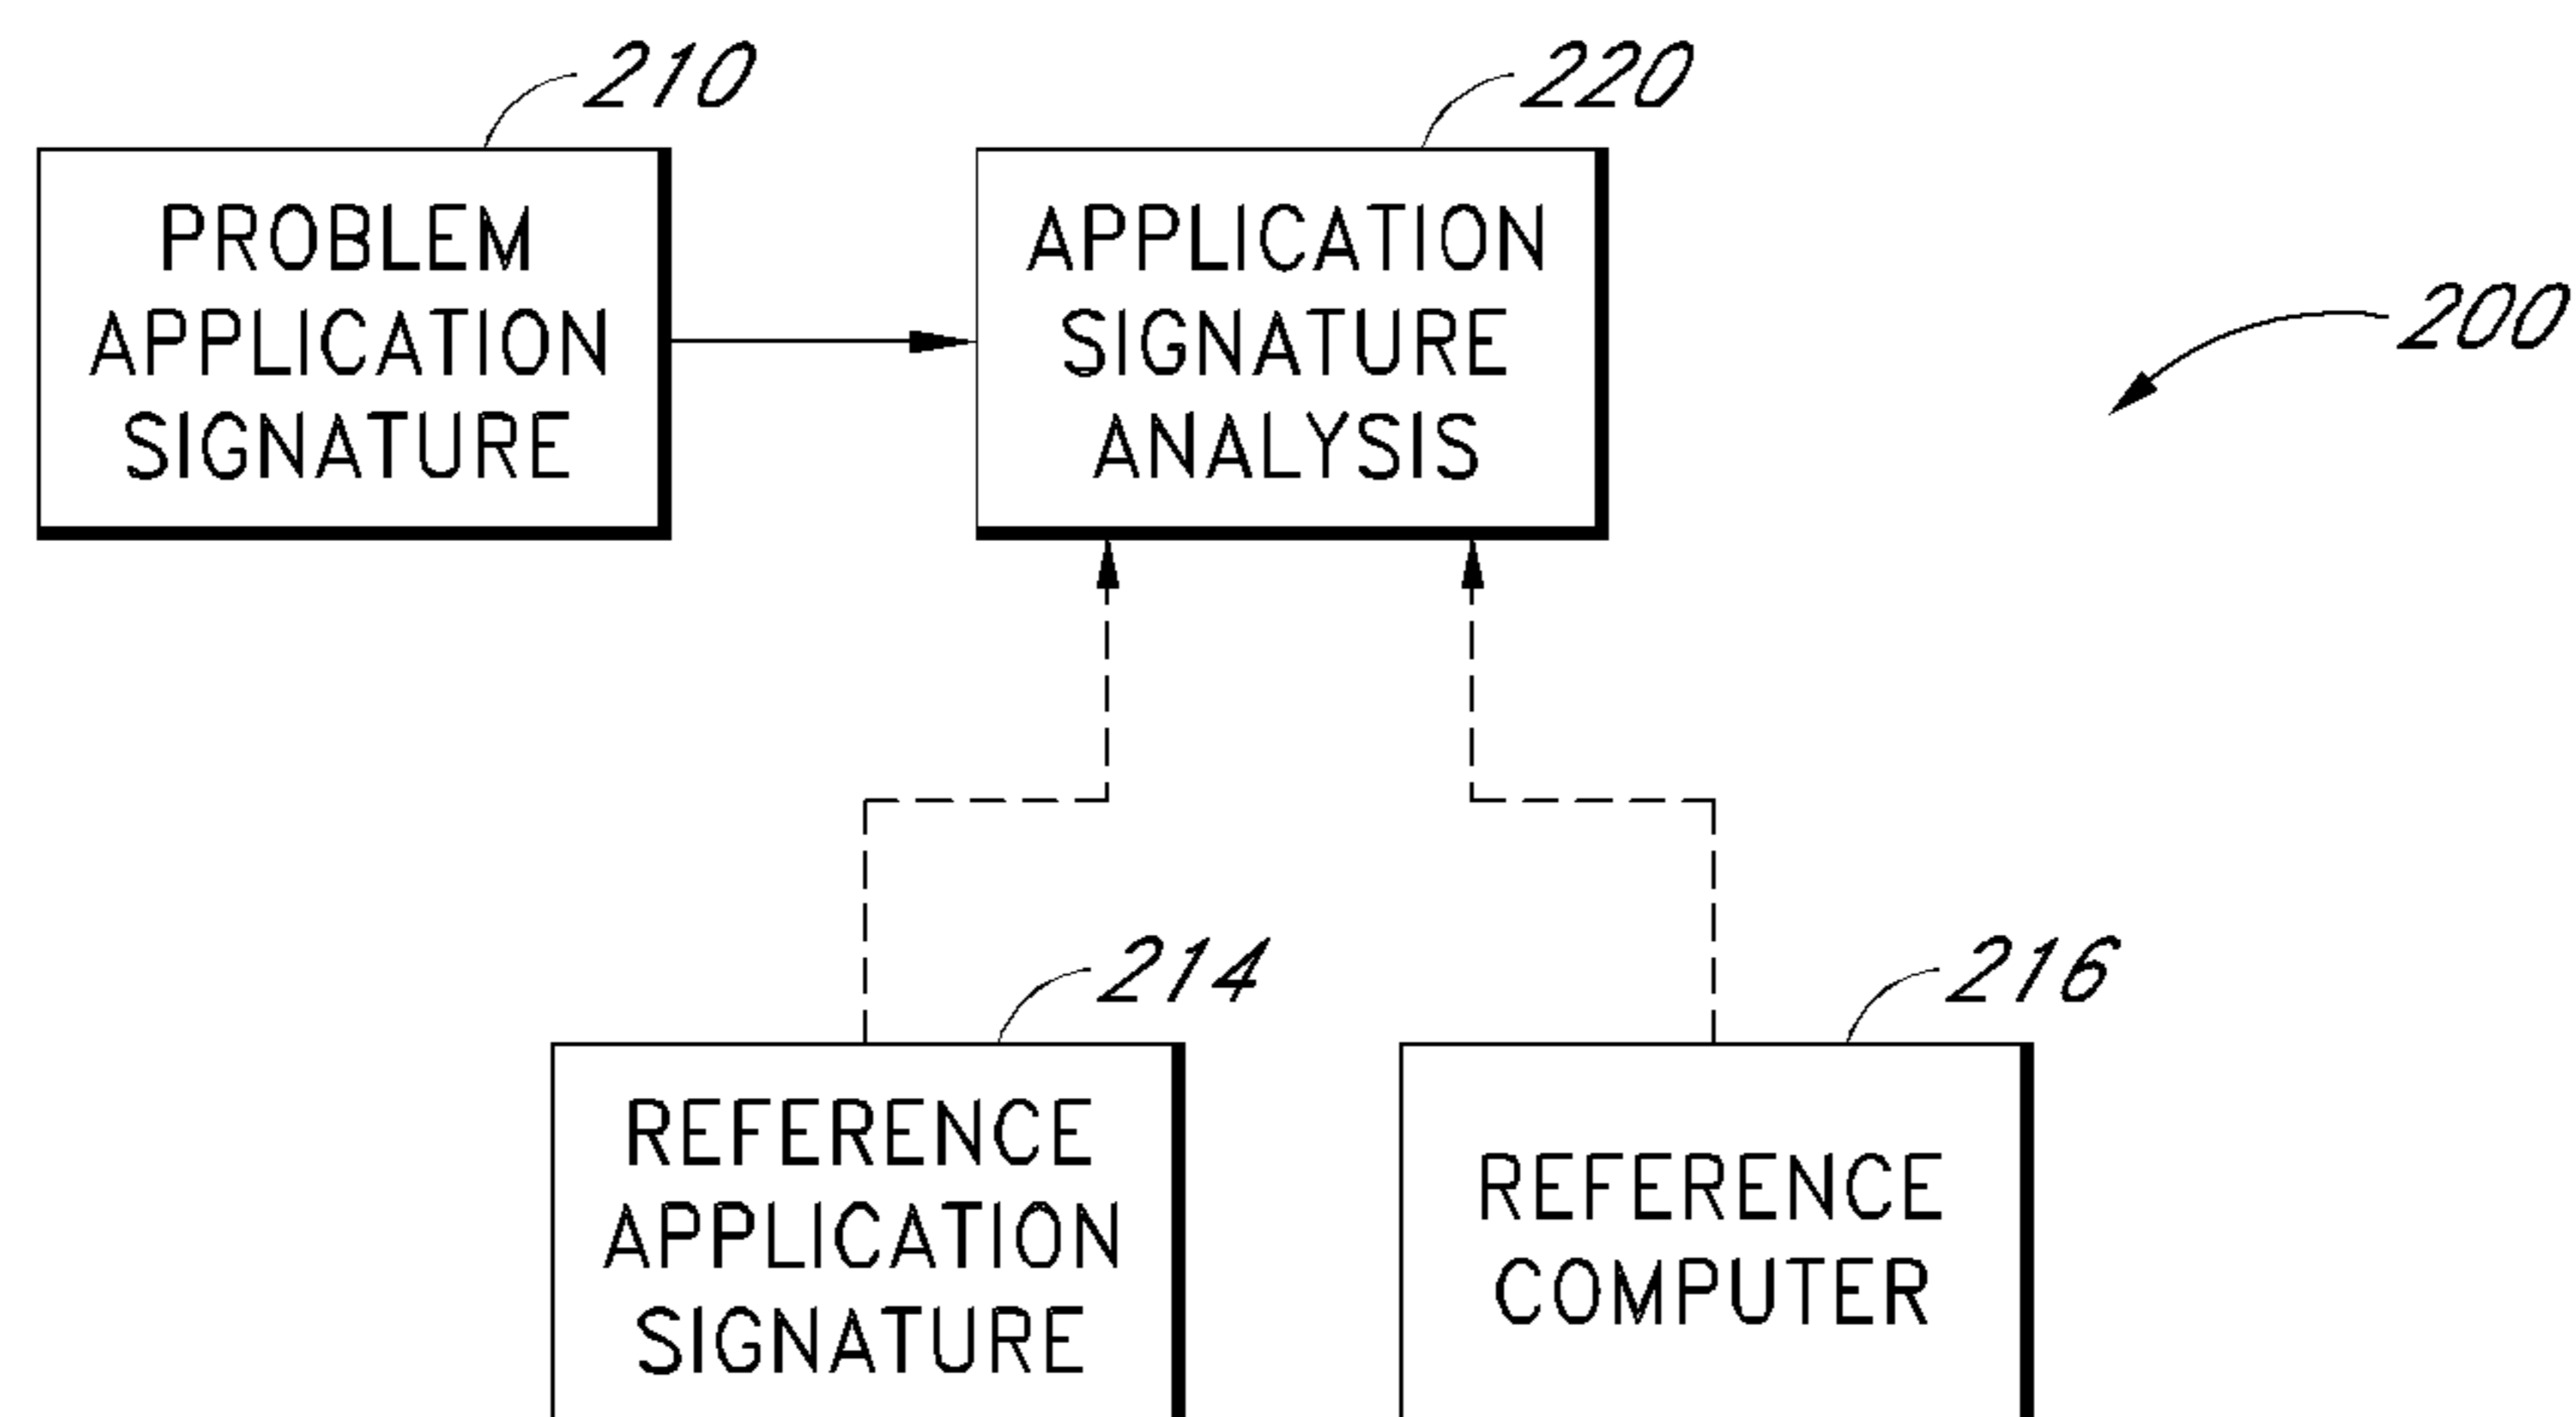 210
PROBLEM
APPLICATION
SIGNATURE
220
APPLICATION
SIGNATURE
ANALYSIS
200
214
REFERENCE
APPLICATION
SIGNATURE
216
REFERENCE
COMPUTER